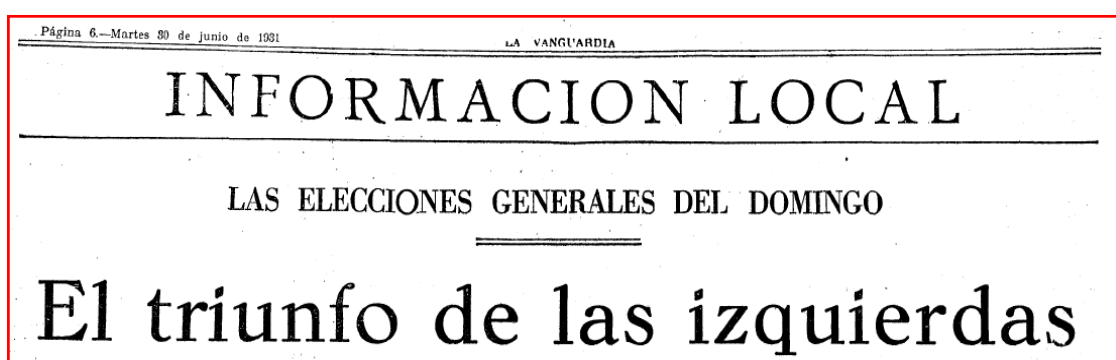 Página 6.—Martes 30 de junio de 1931
LA VANGUARDIA
INFORMACION LOCAL
LAS ELECCIONES GENERALES DEL DOMINGO
El triunfo de las izquierdas